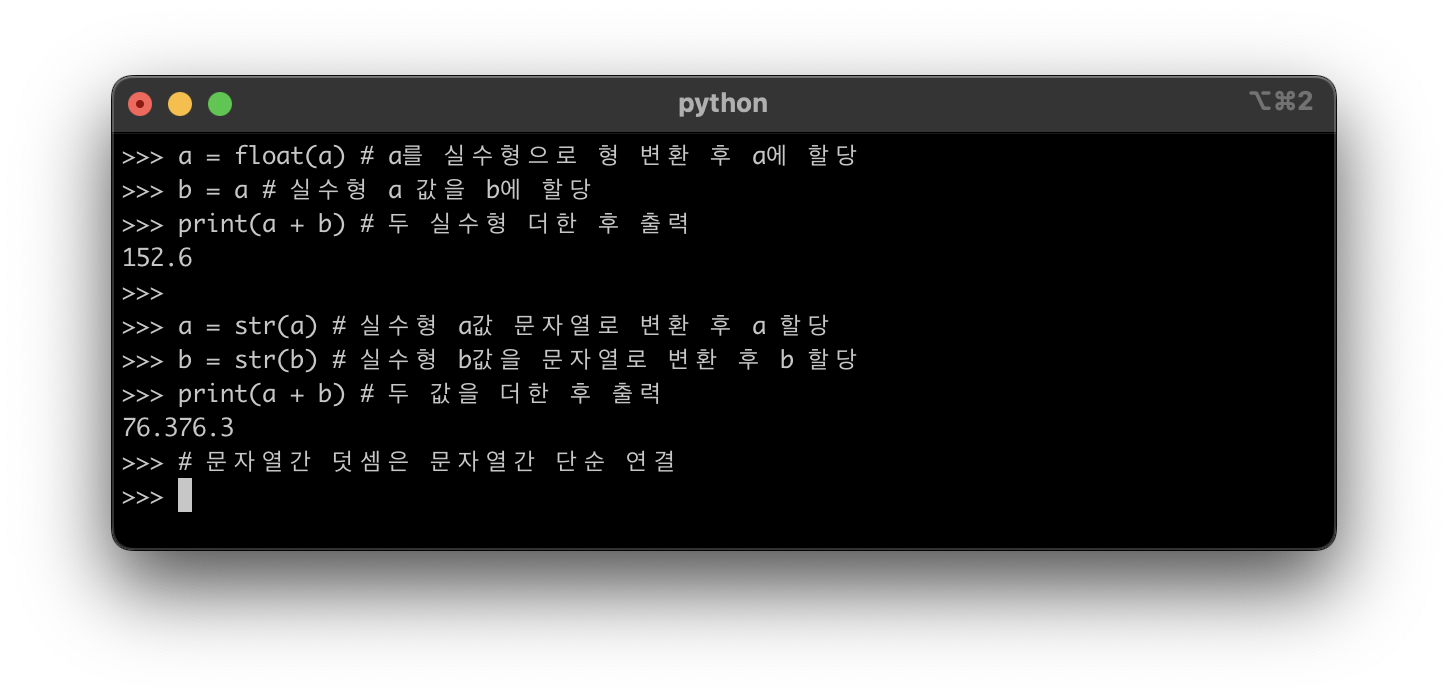 python
⌥⌘2
>>> a = float(a) # a를 실수형으로 형 변환 후 a에 할당
>>> b = a # 실수형 a 값을 b에 할당
>>> print(a + b) # 두 실수형 더한 후 출력
152.6
>>>
>>> a = str(a) # 실수형 a값 문자열로 변환 후 a 할당
>>> b = str(b) # 실수형 b값을 문자열로 변환 후 b 할당
>>> print(a + b) # 두 값을 더한 후 출력
76.376.3
>>> # 문자열간 덧셈은 문자열간 단순 연결
>>>